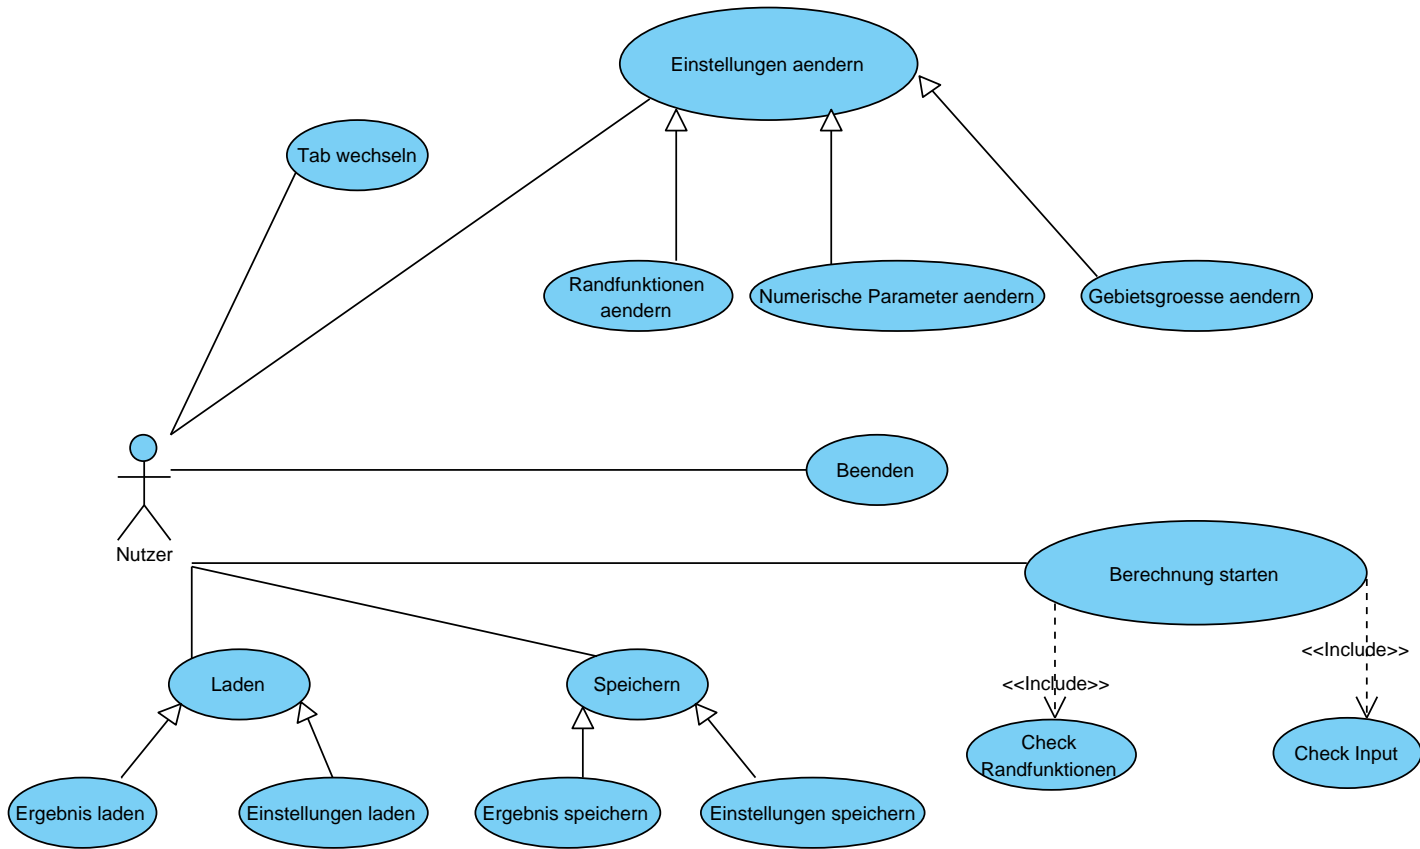 Einstellungen aendern
Tab wechseln
Randfunktionen
aendern
Numerische Parameter aendern
Gebietsgroesse aendern
Beenden
Nutzer
Berechnung starten
<<Include>>
<<Include>>
Laden
Speichern
Check
Randfunktionen
Check Input
Ergebnis laden
Einstellungen laden
Ergebnis speichern
Einstellungen speichern